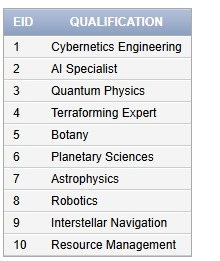 EID QUALIFICATION
1 Cybernetics Engineering
2 AI Specialist
3 Quantum Physics
4 Terraforming Expert
5 Botany
6 Planetary Sciences
7 Astrophysics
8 Robotics
9 Interstellar Navigation
10 Resource Management